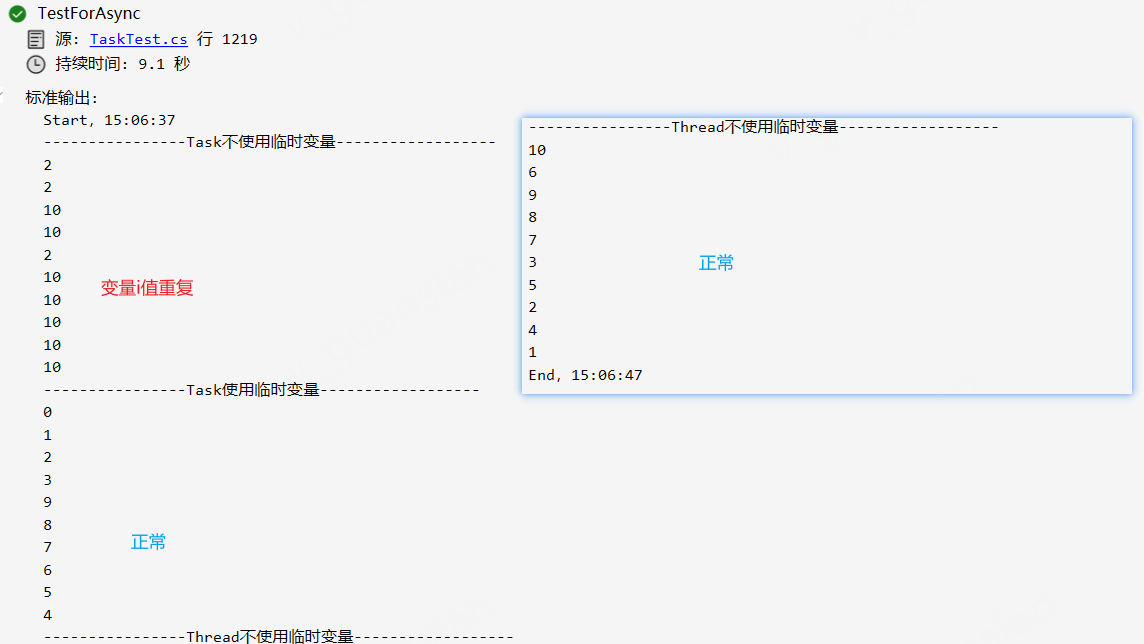 TestForAsync
源: TaskTest.cs 行 1219
持续时间: 9.1 秒
标准输出:
Start, 15:06:37
----------------Task不使用临时变量------------------
2
2
10
10
2
10
10
10
10
10
变量i值重复
----------------Task使用临时变量------------------
0
1
2
3
9
8
7
6
5
4
正常
----------------Thread不使用临时变量------------------
----------------Thread不使用临时变量------------------
10
6
9
8
7
3
5
2
4
1
正常
End, 15:06:47